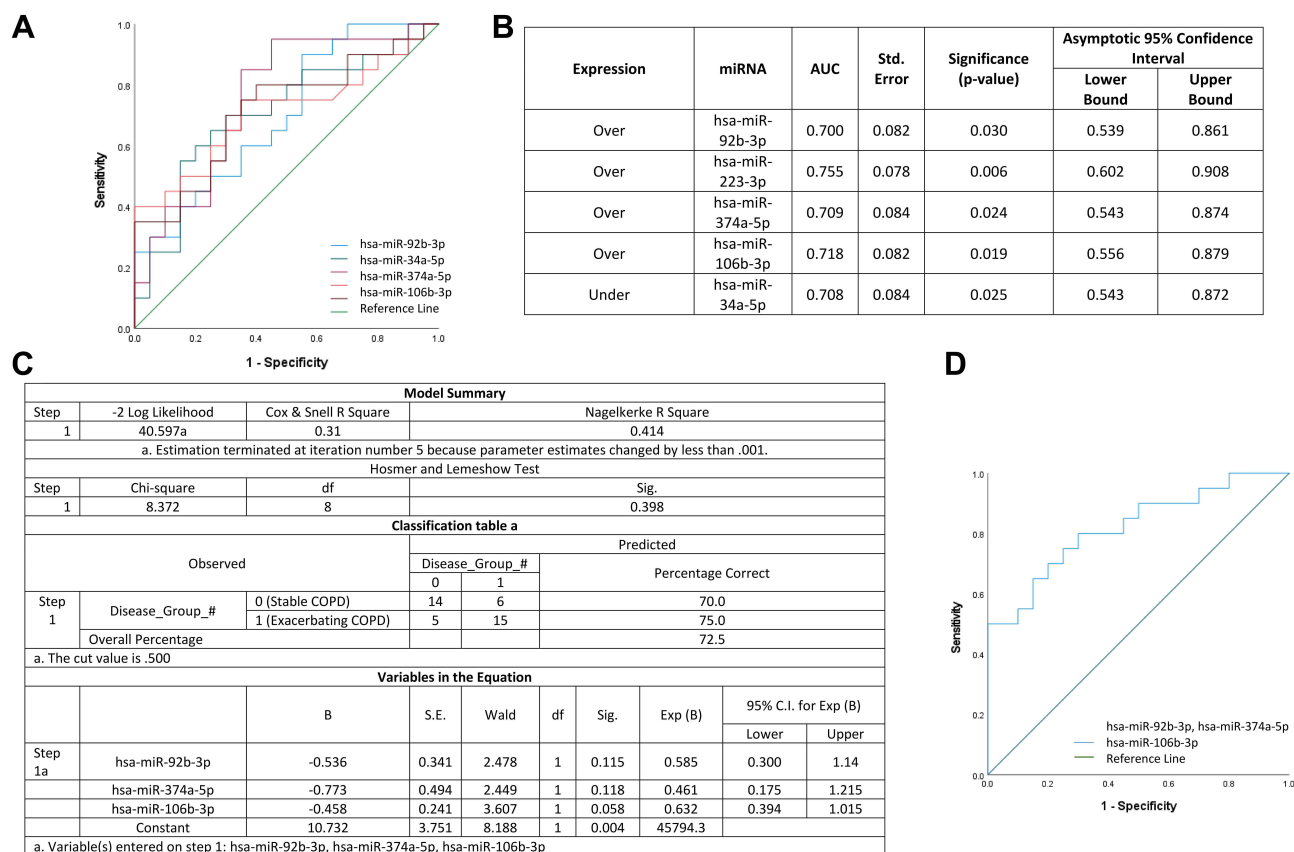 A
1.0
0.8
0.6
0.4
0.2
0.0
Sensitivity
0.0
0.2
0.4
0.6
0.8
1.0
1 - Specificity
hsa-miR-92b-3p
hsa-miR-34a-5p
hsa-miR-374a-5p
hsa-miR-106b-3p
Reference Line
B
Expression miRNA AUC Std. Error Significance (p-value) Asymptotic 95% Confidence Interval
Lower Bound Upper Bound
Over hsa-miR-92b-3p 0.700 0.082 0.030 0.539 0.861
Over hsa-miR-223-3p 0.755 0.078 0.006 0.602 0.908
Over hsa-miR-374a-5p 0.709 0.084 0.024 0.543 0.874
Over hsa-miR-106b-3p 0.718 0.082 0.019 0.556 0.879
Under hsa-miR-34a-5p 0.708 0.084 0.025 0.543 0.872
C
Model Summary
Step -2 Log Likelihood Cox & Snell R Square Nagelkerke R Square
1 40.597a 0.31 0.414
a. Estimation terminated at iteration number 5 because parameter estimates changed by less than .001.
Hosmer and Lemeshow Test
Step Chi-square df Sig.
1 8.372 8 0.398
Classification table a
Observed Predicted
Disease_Group_# Percentage Correct
0 1
Step 1 Disease_Group_# 0 (Stable COPD) 14 6 70.0
1 (Exacerbating COPD) 5 15 75.0
Overall Percentage 72.5
a. The cut value is .500
Variables in the Equation
B S.E. Wald df Sig. Exp (B) 95% C.I. for Exp (B)
Lower Upper
Step 1a hsa-miR-92b-3p -0.536 0.341 2.478 1 0.115 0.585 0.300 1.14
hsa-miR-374a-5p -0.773 0.494 2.449 1 0.118 0.461 0.175 1.215
hsa-miR-106b-3p -0.458 0.241 3.607 1 0.058 0.632 0.394 1.015
Constant 10.732 3.751 8.188 1 0.004 45794.3
a. Variable(s) entered on step 1: hsa-miR-92b-3p, hsa-miR-374a-5p, hsa-miR-106b-3p
D
1.0
0.8
0.6
0.4
0.2
0.0
Sensitivity
0.0
0.2
0.4
0.6
0.8
1.0
1 - Specificity
hsa-miR-92b-3p, hsa-miR-374a-5p
hsa-miR-106b-3p
Reference Line